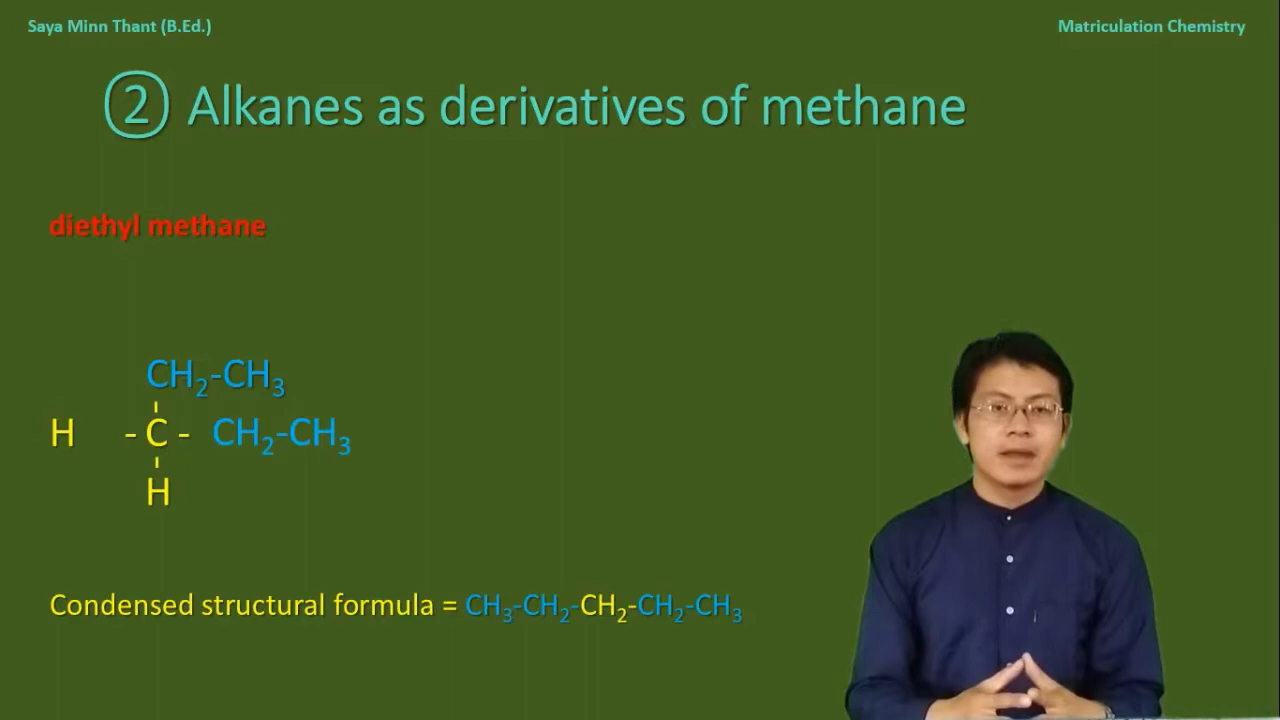 Saya Minn Thant (B.Ed.)
Matriculation Chemistry
② Alkanes as derivatives of methane
diethyl methane
CH₂-CH₃
H - C - CH₂-CH₃
H
Condensed structural formula = CH₃-CH₂-CH₂-CH₂-CH₃